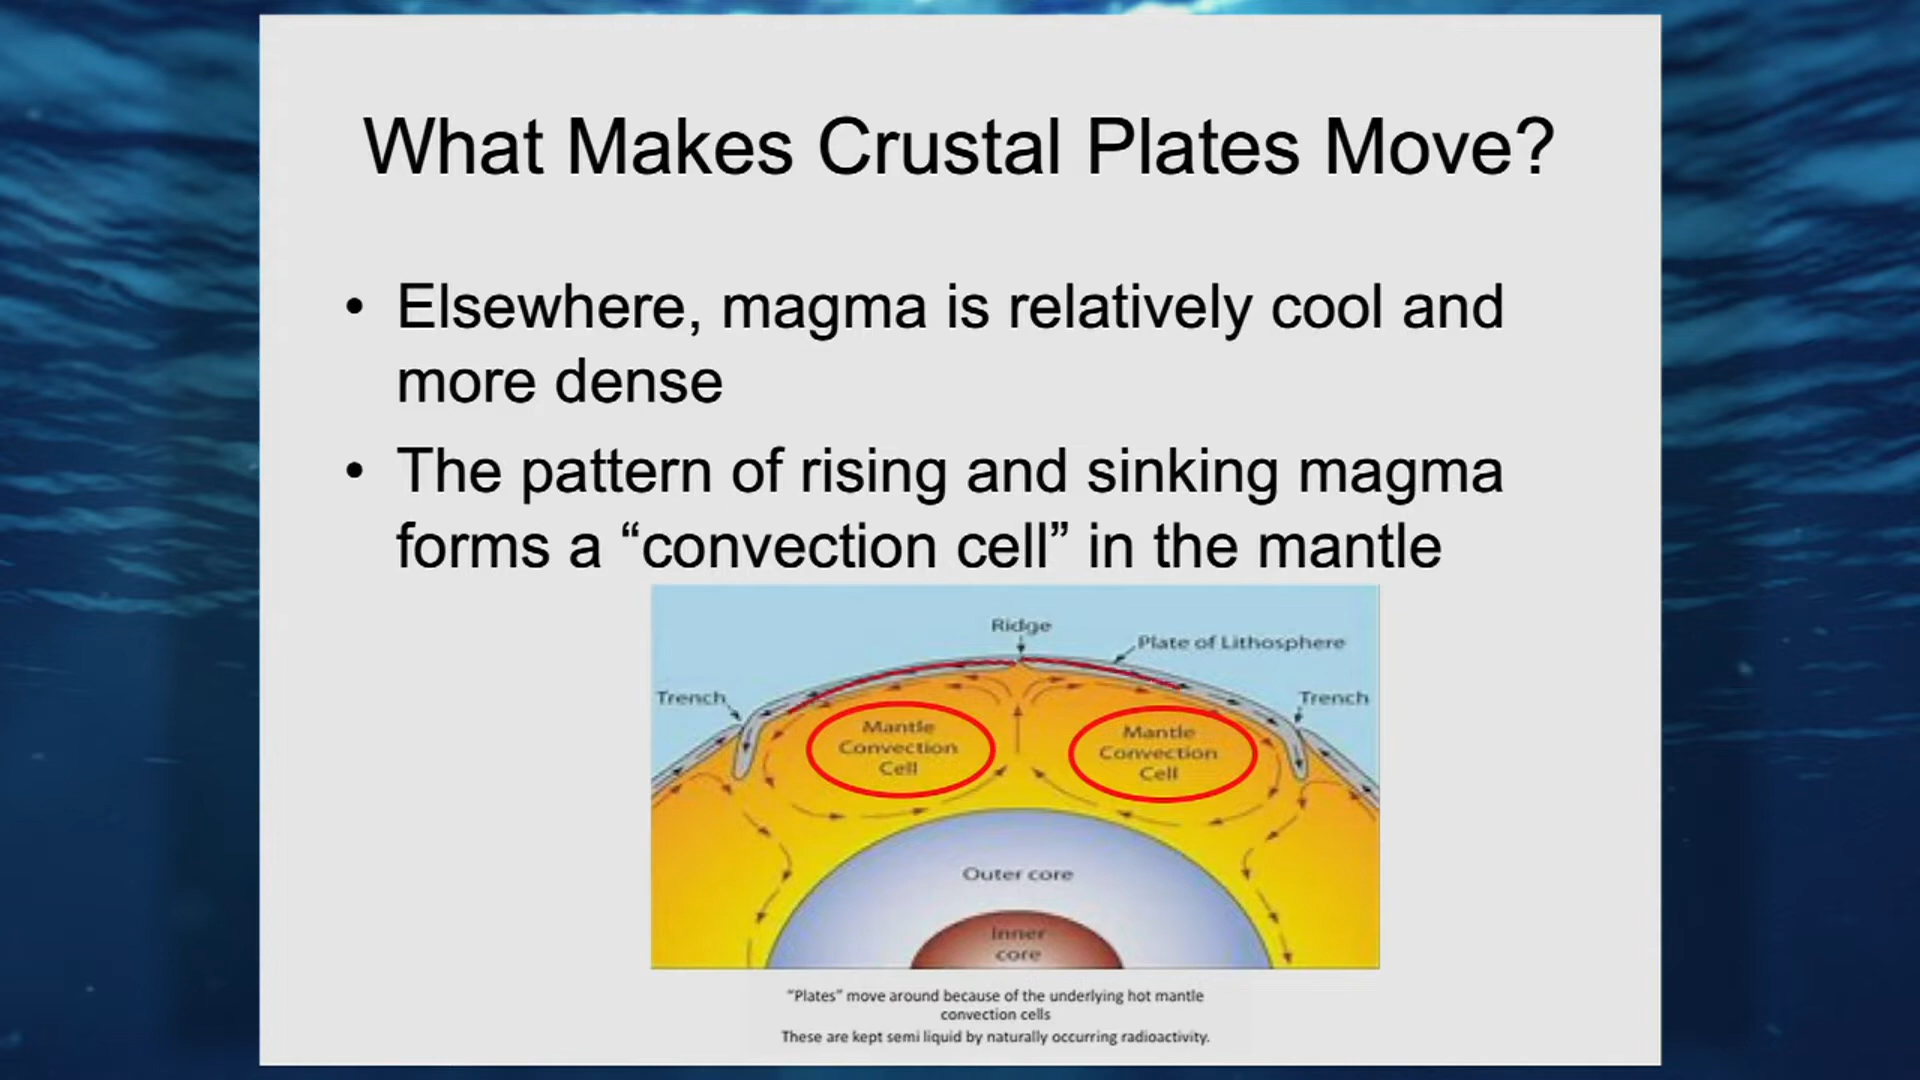 What Makes Crustal Plates Move?
• Elsewhere, magma is relatively cool and
more dense
• The pattern of rising and sinking magma
forms a “convection cell” in the mantle
Ridge
Plate of Lithosphere
Trench
Trench
Mantle
Convection
Cell
Mantle
Convection
Cell
Outer core
Inner
core
“Plates” move around because of the underlying hot mantle
convection cells
These are kept semi liquid by naturally occurring radioactivity.